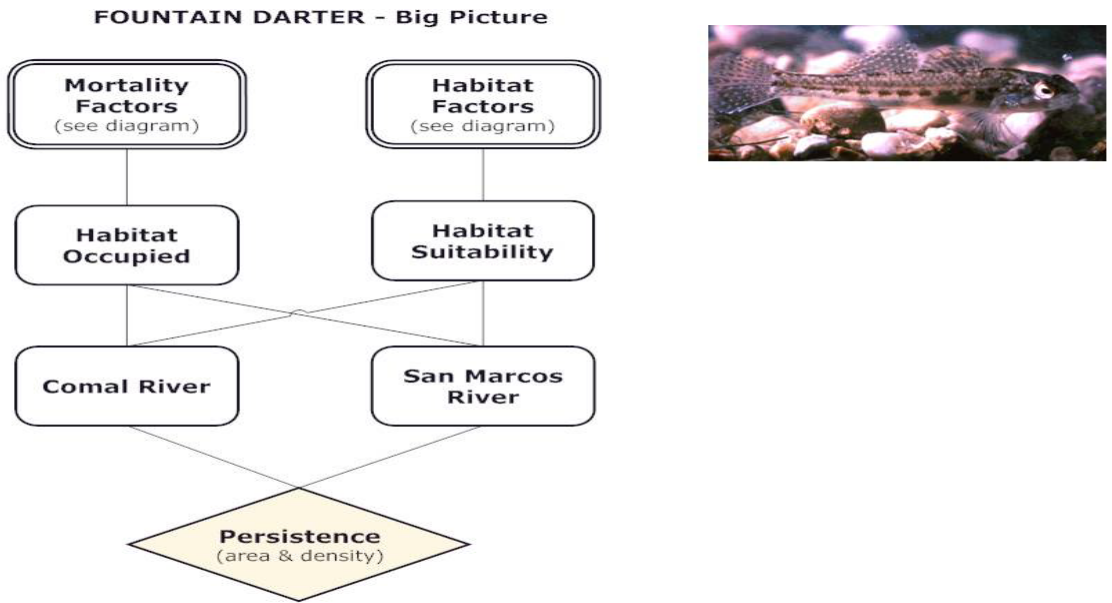 FOUNTAIN DARTER - Big Picture
Mortality
Factors
(see diagram)
Habitat
Factors
(see diagram)
Habitat
Occupied
Habitat
Suitability
Comal River
San Marcos
River
Persistence
(area & density)